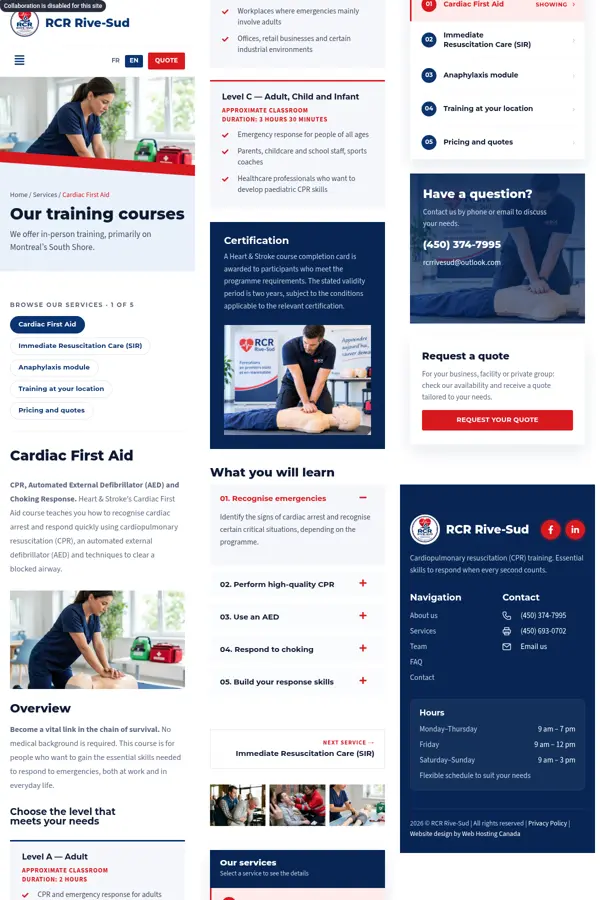 Collaboration is disabled for this site
RCR Rive-Sud
FR
EN
QUOTE
Home / Services / Cardiac First Aid
Our training courses
We offer in-person training, primarily on
Montreal's South Shore.
BROWSE OUR SERVICES · 1 OF 5
Cardiac First Aid
Immediate Resuscitation Care (SIR)
Anaphylaxis module
Training at your location
Pricing and quotes
Cardiac First Aid
CPR, Automated External Defibrillator (AED) and
Choking Response. Heart & Stroke's Cardiac First
Aid course teaches you how to recognise cardiac
arrest and respond quickly using cardiopulmonary
resuscitation (CPR), an automated external
defibrillator (AED) and techniques to clear a
blocked airway.
Overview
Become a vital link in the chain of survival. No
medical background is required. This course is for
people who want to gain the essential skills needed
to respond to emergencies, both at work and in
everyday life.
Choose the level that
meets your needs
Level A — Adult
APPROXIMATE CLASSROOM
DURATION: 2 HOURS
CPR and emergency response for adults
Workplaces where emergencies mainly
involve adults
Offices, retail businesses and certain
industrial environments
Level C — Adult, Child and Infant
APPROXIMATE CLASSROOM
DURATION: 3 HOURS 30 MINUTES
Emergency response for people of all ages
Parents, childcare and school staff, sports
coaches
Healthcare professionals who want to
develop paediatric CPR skills
Certification
A Heart & Stroke course completion card is
awarded to participants who meet the
programme requirements. The stated validity
period is two years, subject to the conditions
applicable to the relevant certification.
RCR
Rive-Sud
What you will learn
01. Recognise emergencies
Identify the signs of cardiac arrest and recognise
certain critical situations, depending on the
programme.
02. Perform high-quality CPR
03. Use an AED
04. Respond to choking
05. Build your response skills
NEXT SERVICE →
Immediate Resuscitation Care (SIR)
Our services
Select a service to see the details
01
Cardiac First Aid
SHOWING
02
Immediate
Resuscitation Care (SIR)
03
Anaphylaxis module
04
Training at your location
05
Pricing and quotes
Have a question?
Contact us by phone or email to discuss
your needs.
(450) 374-7995
rcrrivesud@outlook.com
Request a quote
For your business, facility or private group:
check our availability and receive a quote
tailored to your needs.
REQUEST YOUR QUOTE
RCR Rive-Sud
Cardiopulmonary resuscitation (CPR) training. Essential
skills to respond when every second counts.
Navigation
About us
Services
Team
FAQ
Contact
Contact
(450) 374-7995
(450) 693-0702
Email us
Hours
Monday–Thursday 9 am – 7 pm
Friday 9 am – 12 pm
Saturday–Sunday 9 am – 3 pm
Flexible schedule to suit your needs
2026 © RCR Rive-Sud | All rights reserved | Privacy Policy |
Website design by Web Hosting Canada